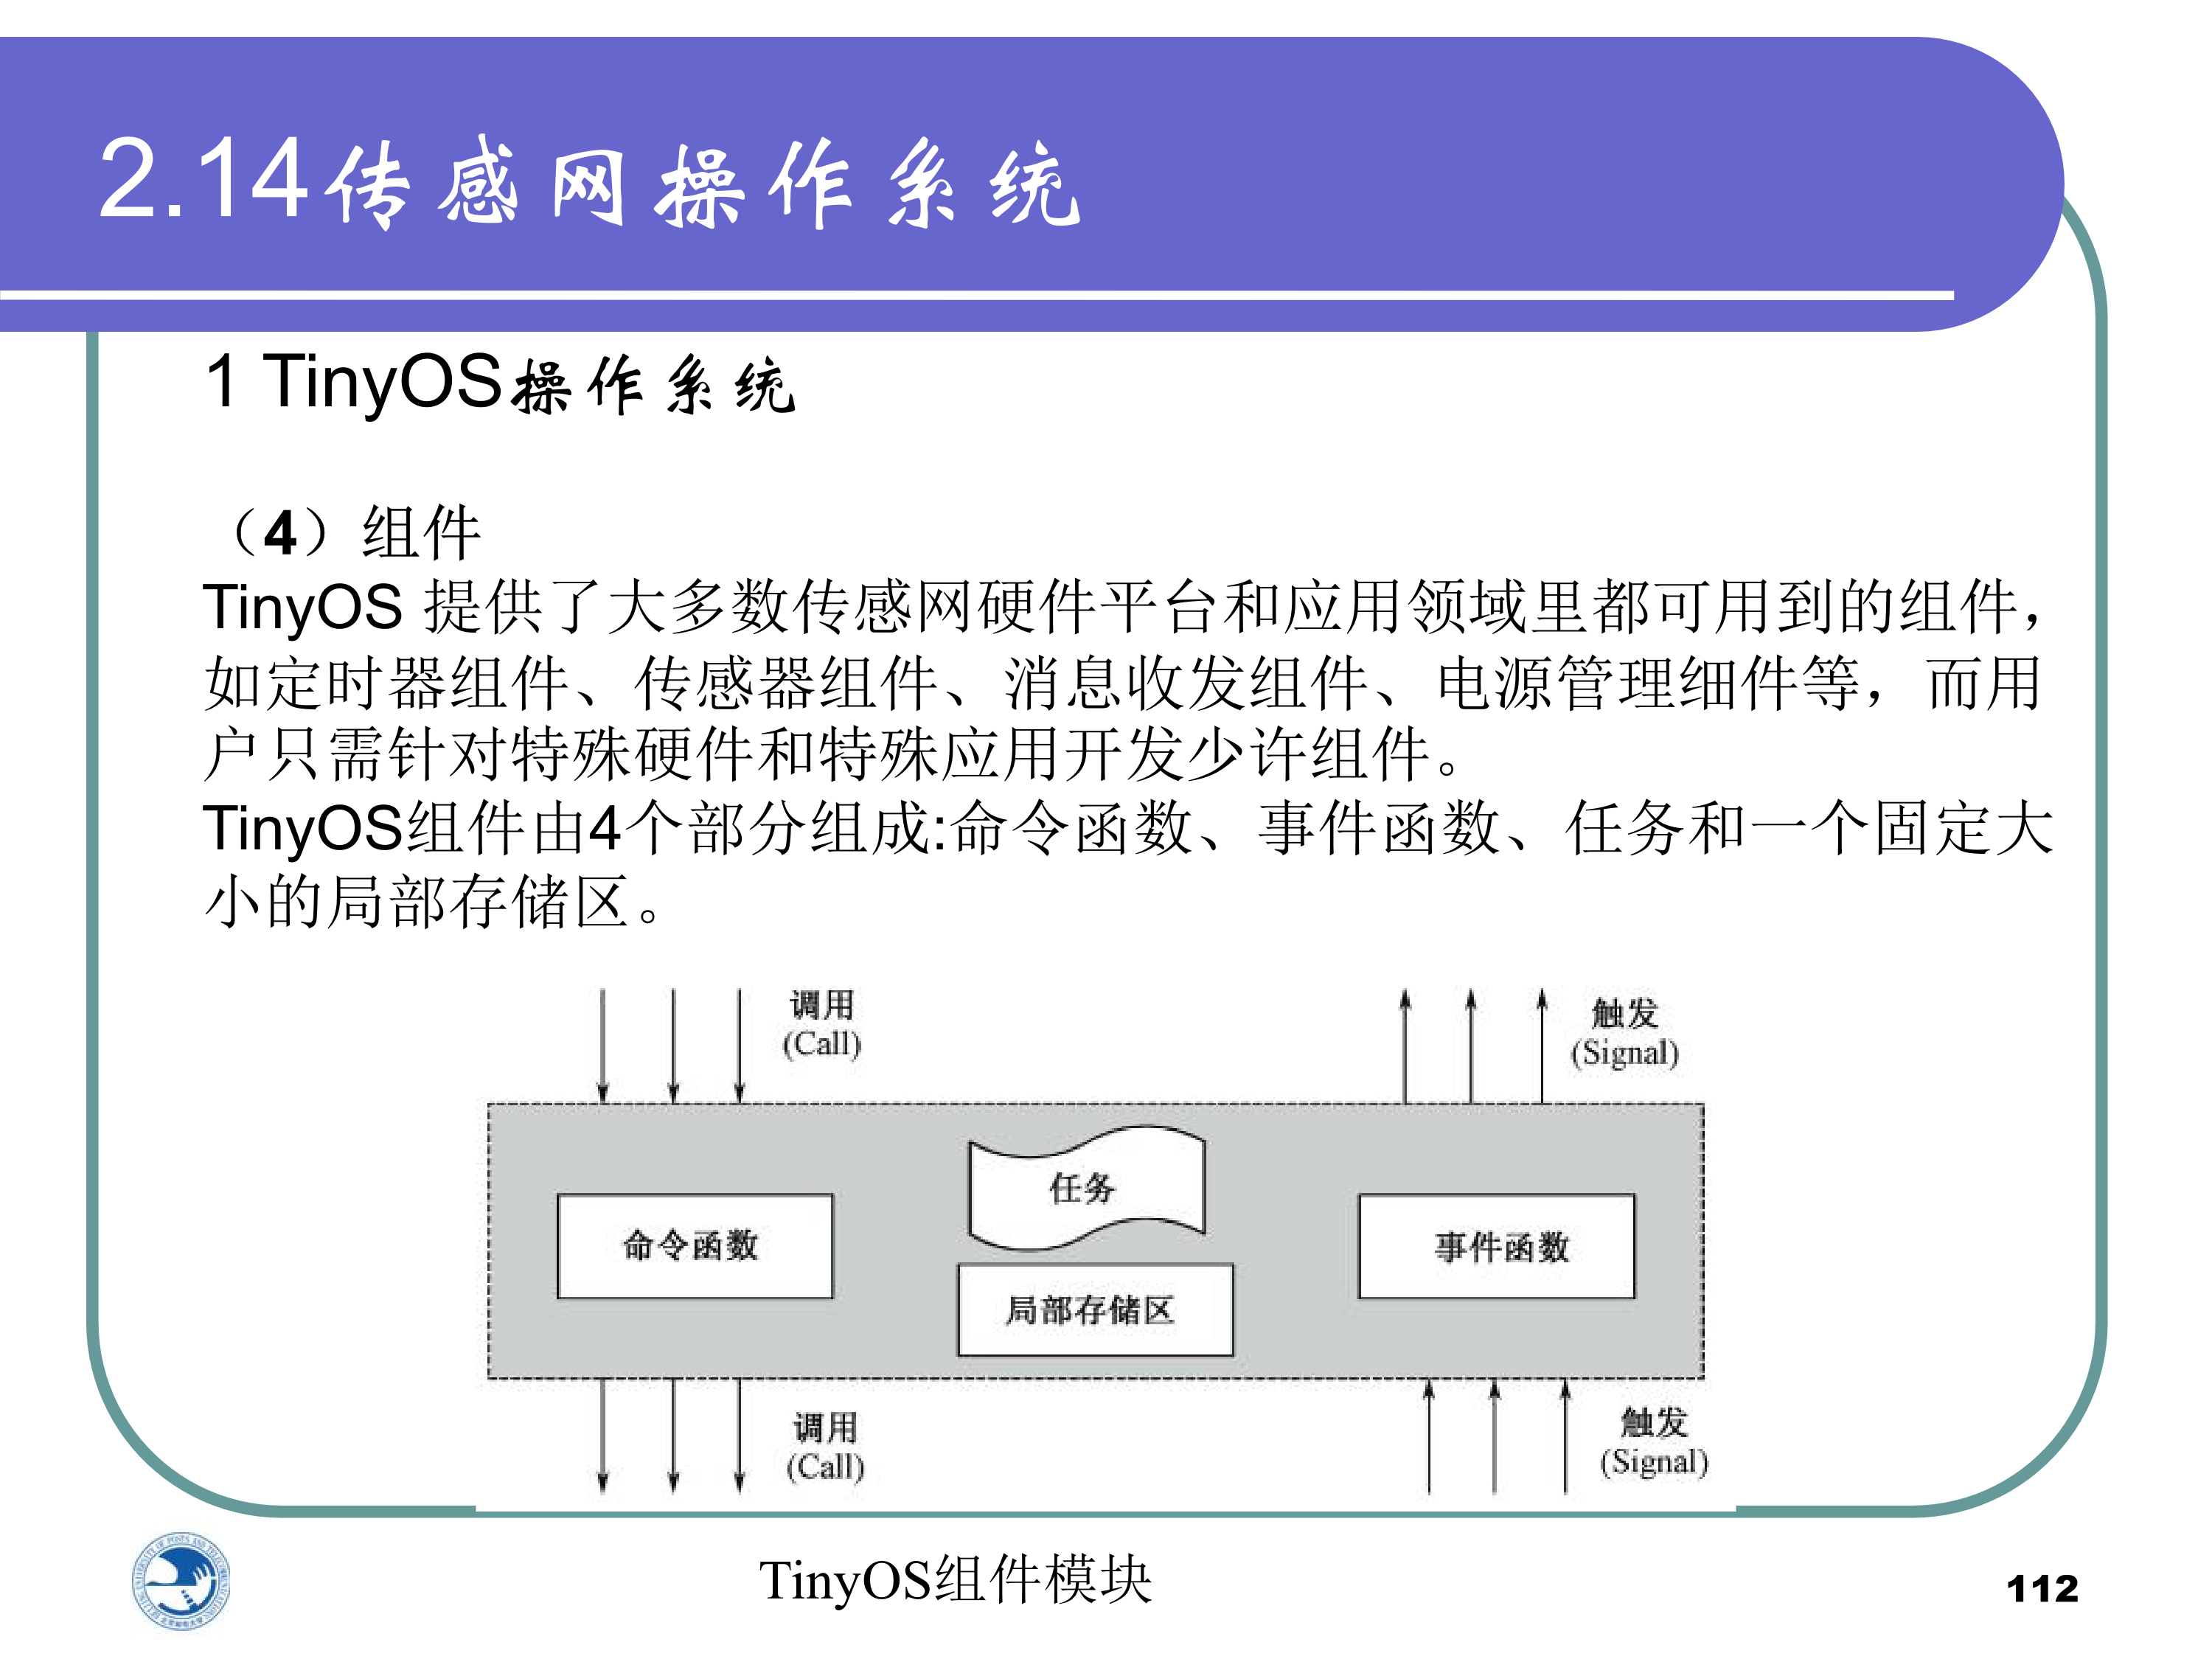 2.14传感网操作系统
1 TinyOS操作系统
（4）组件
TinyOS 提供了大多数传感网硬件平台和应用领域里都可用到的组件，
如定时器组件、传感器组件、消息收发组件、电源管理细件等，而用
户只需针对特殊硬件和特殊应用开发少许组件。
TinyOS组件由4个部分组成:命令函数、事件函数、任务和一个固定大
小的局部存储区。
调用
(Call)
触发
(Signal)
任务
命令函数
事件函数
局部存储区
调用
(Call)
触发
(Signal)
TinyOS组件模块
112